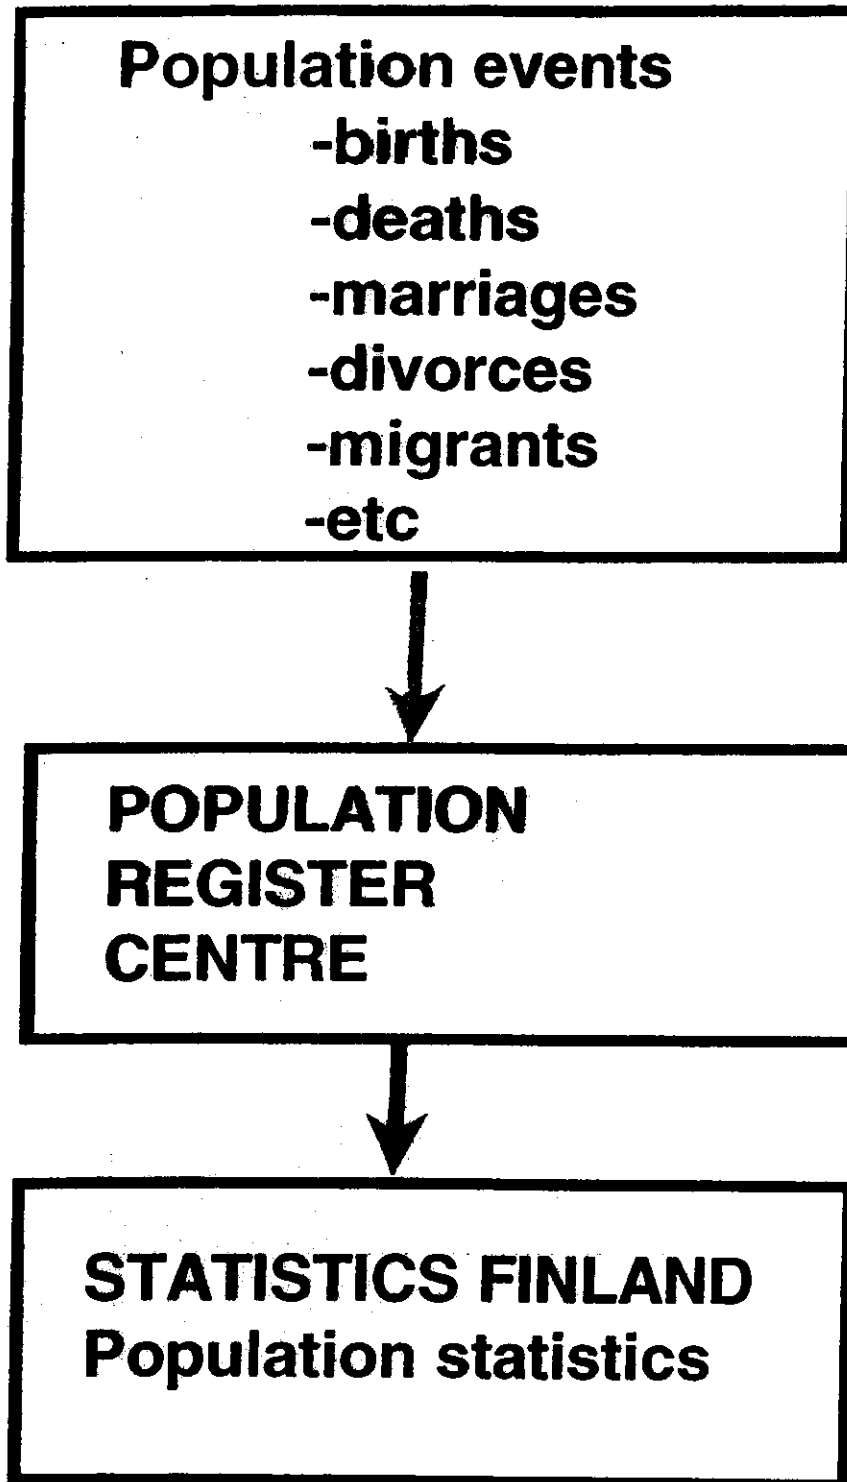 Population events
-births
-deaths
-marriages
-divorces
-migrants
-etc
POPULATION
REGISTER
CENTRE
STATISTICS FINLAND
Population statistics